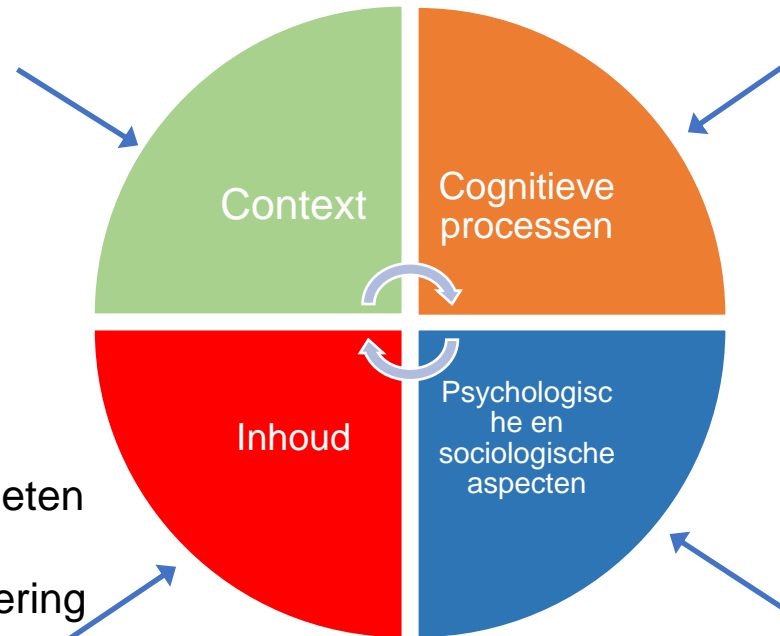 Context
Cognitieve
processen
Inhoud
Psychologisc
he en
sociologische
aspecten
eten
ering